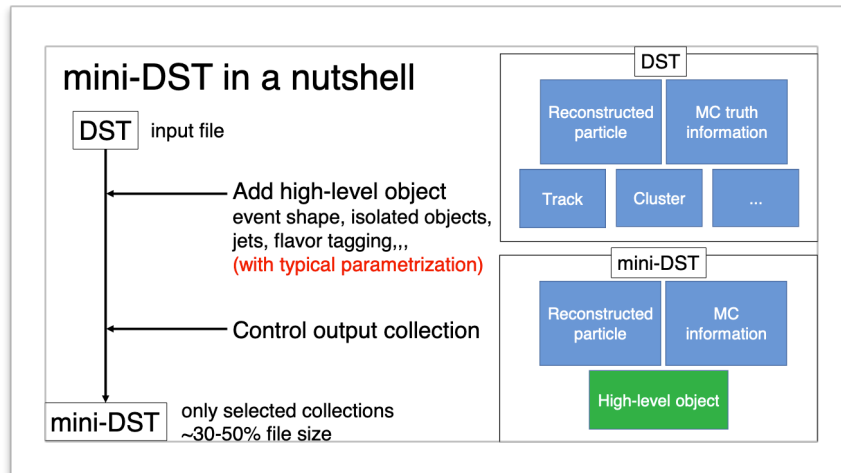 mini-DST in a nutshell
DST
input file
Add high-level object
event shape, isolated objects,
jets, flavor tagging,,,
(with typical parametrization)
Control output collection
mini-DST
only selected collections
~30-50% file size
DST
Reconstructed
particle
MC truth
information
Track
Cluster
...
mini-DST
Reconstructed
particle
MC
information
High-level object